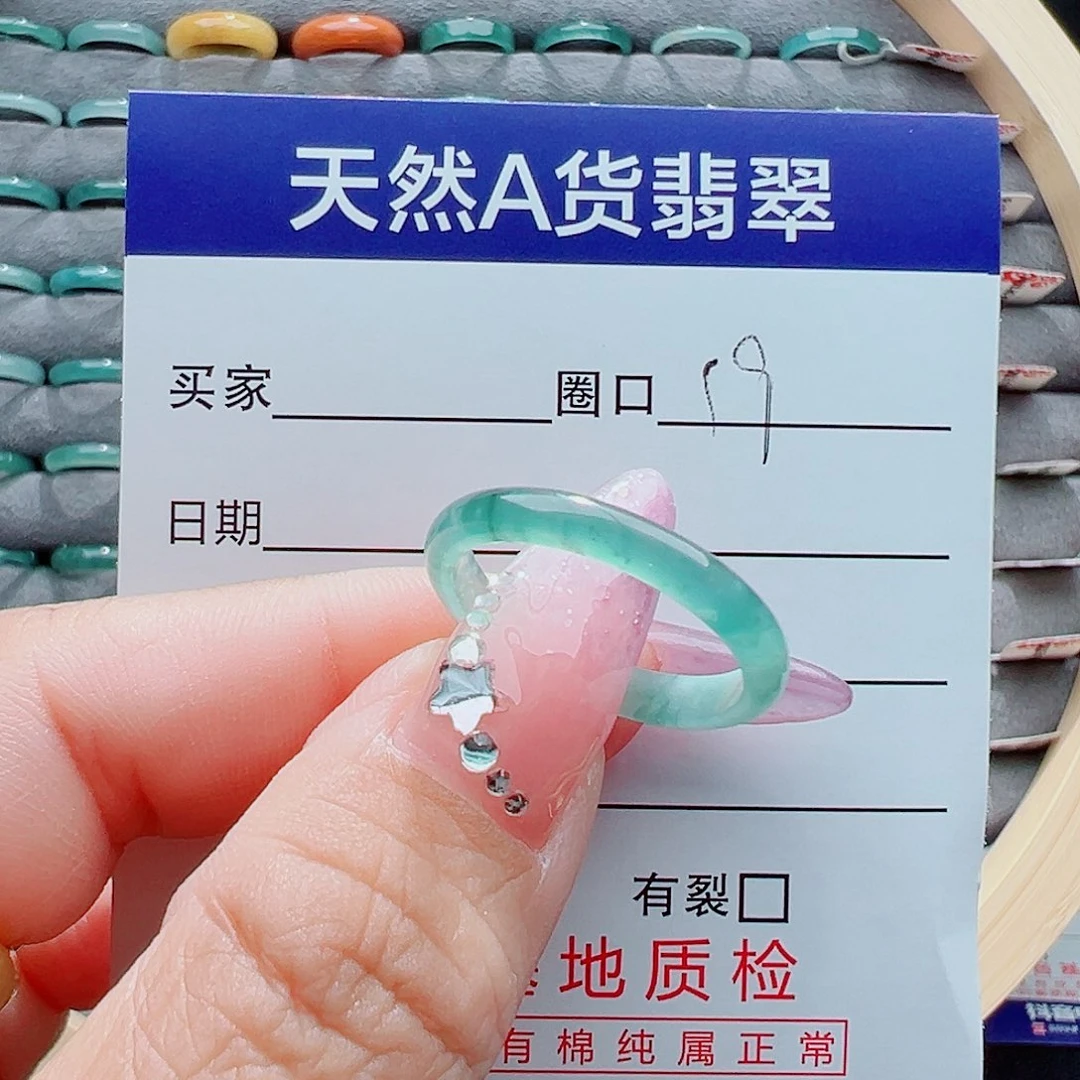 天然A货翡翠
买家 圈口 19
日期
有裂
地质检
有棉纯属正常